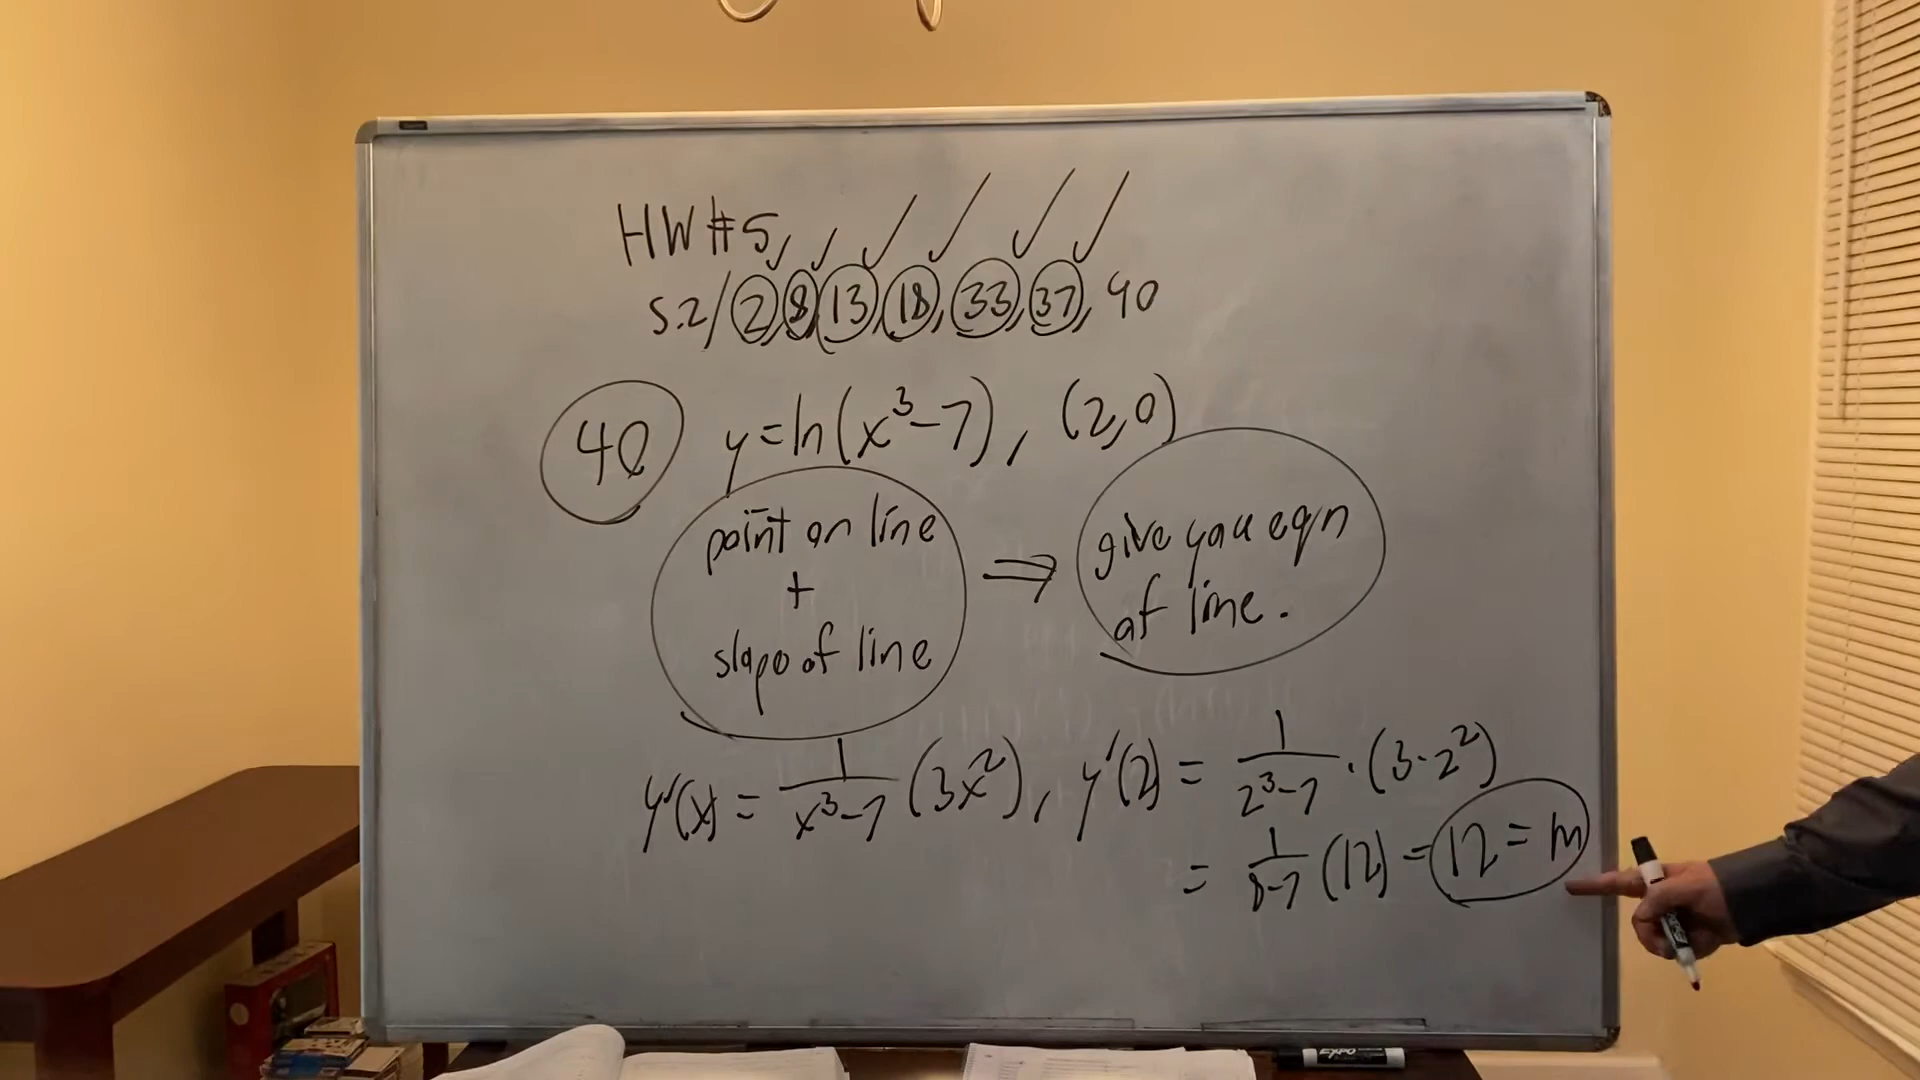 HW #5
5.2/ 2, 8, 13, 18, 33, 37, 40
40 y = ln(x³-7), (2,0)
point on line
+
slope of line
⇒
give you eqn
of line.
y'(x) = 1/(x³-7) (3x²), y'(2) = 1/(2³-7) · (3·2²)
= 1/(8-7) (12) = 12 = m
EXPO